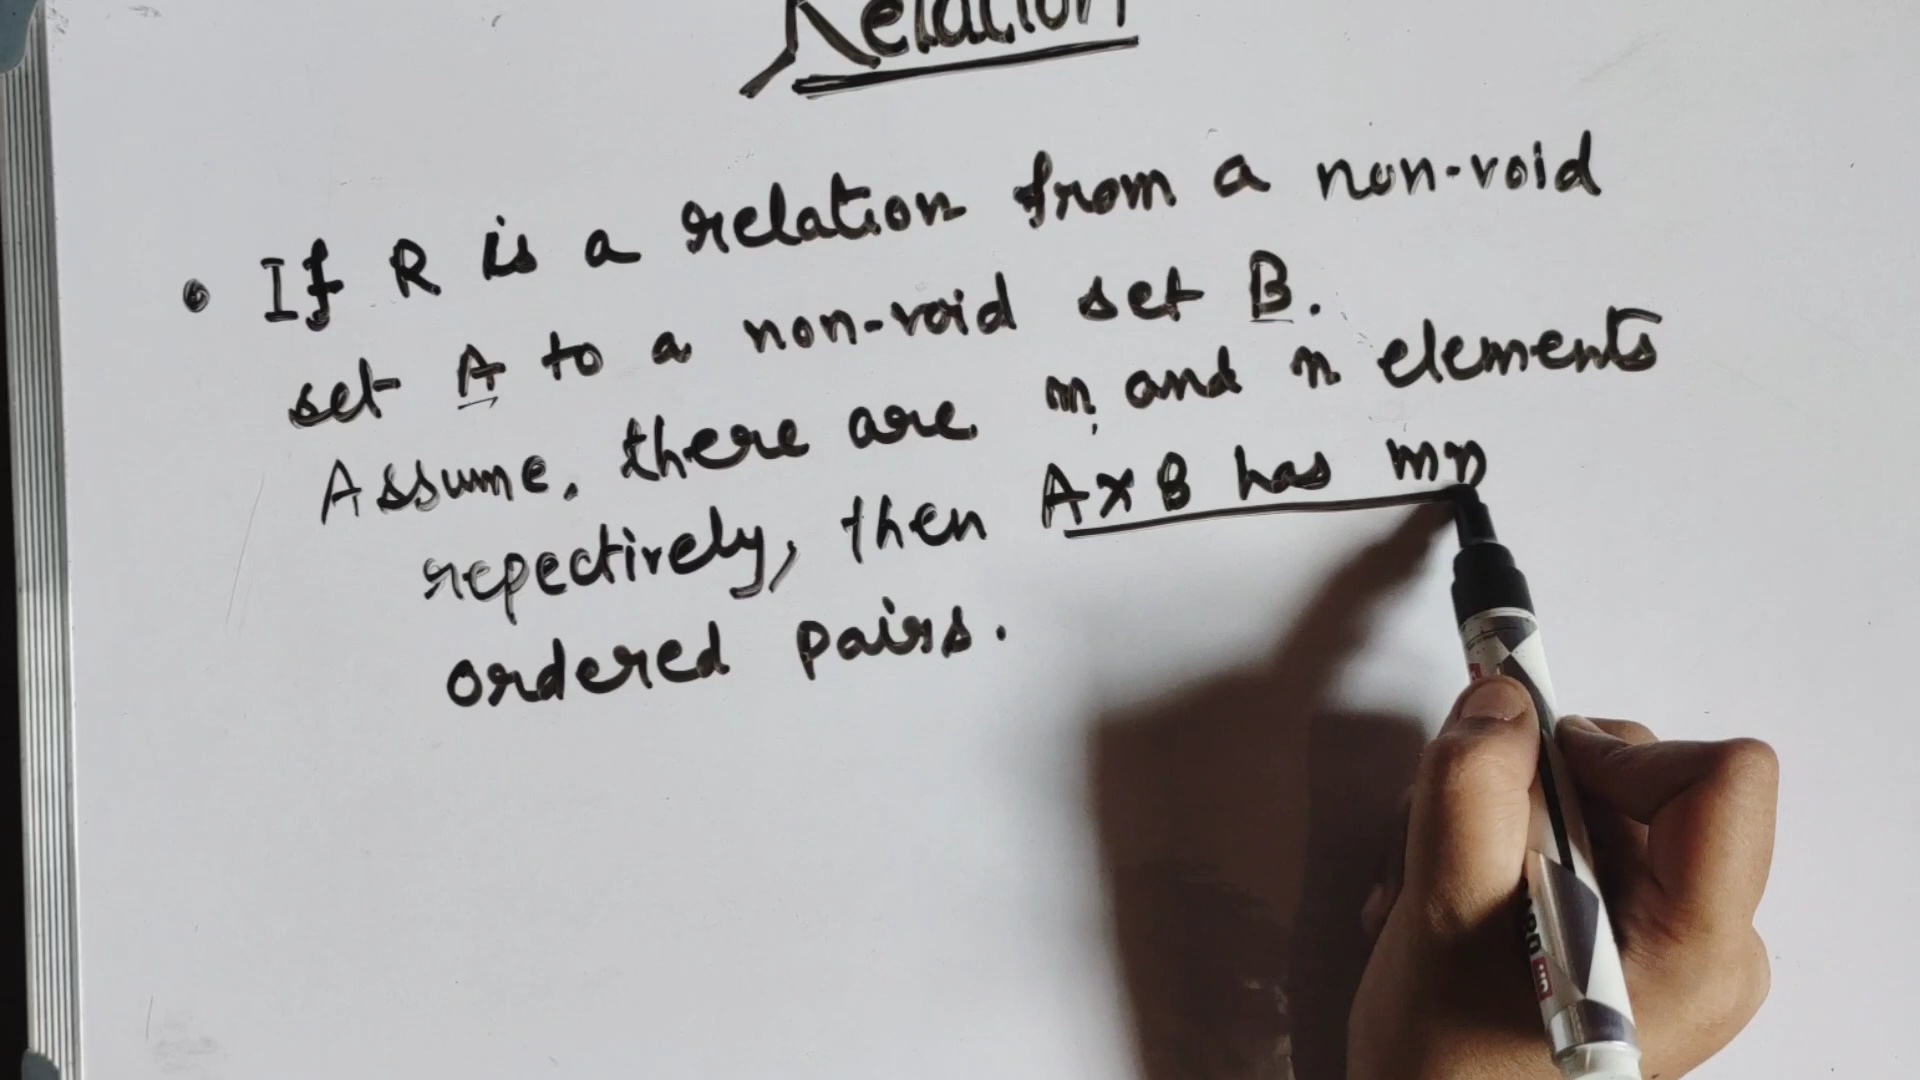 Relation
• If R is a relation from a non-void
set A to a non-void set B.
Assume, there are m and n elements
repectively, then A×B has mn
ordered pairs.